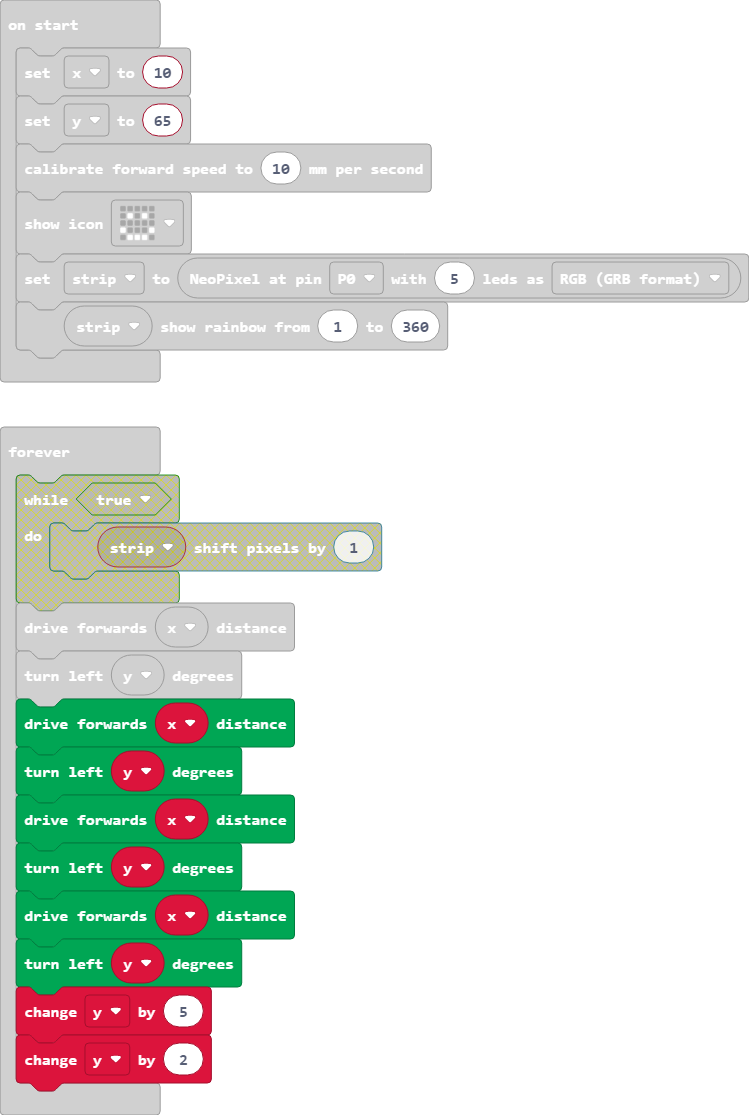 on start
set x to 10
set y to 65
calibrate forward speed to 10 mm per second
show icon
set strip to NeoPixel at pin P0 with 5 leds as RGB (GRB format)
strip show rainbow from 1 to 360
forever
while true
do
strip shift pixels by 1
drive forwards x distance
turn left y degrees
drive forwards x distance
turn left y degrees
drive forwards x distance
turn left y degrees
drive forwards x distance
turn left y degrees
change y by 5
change y by 2